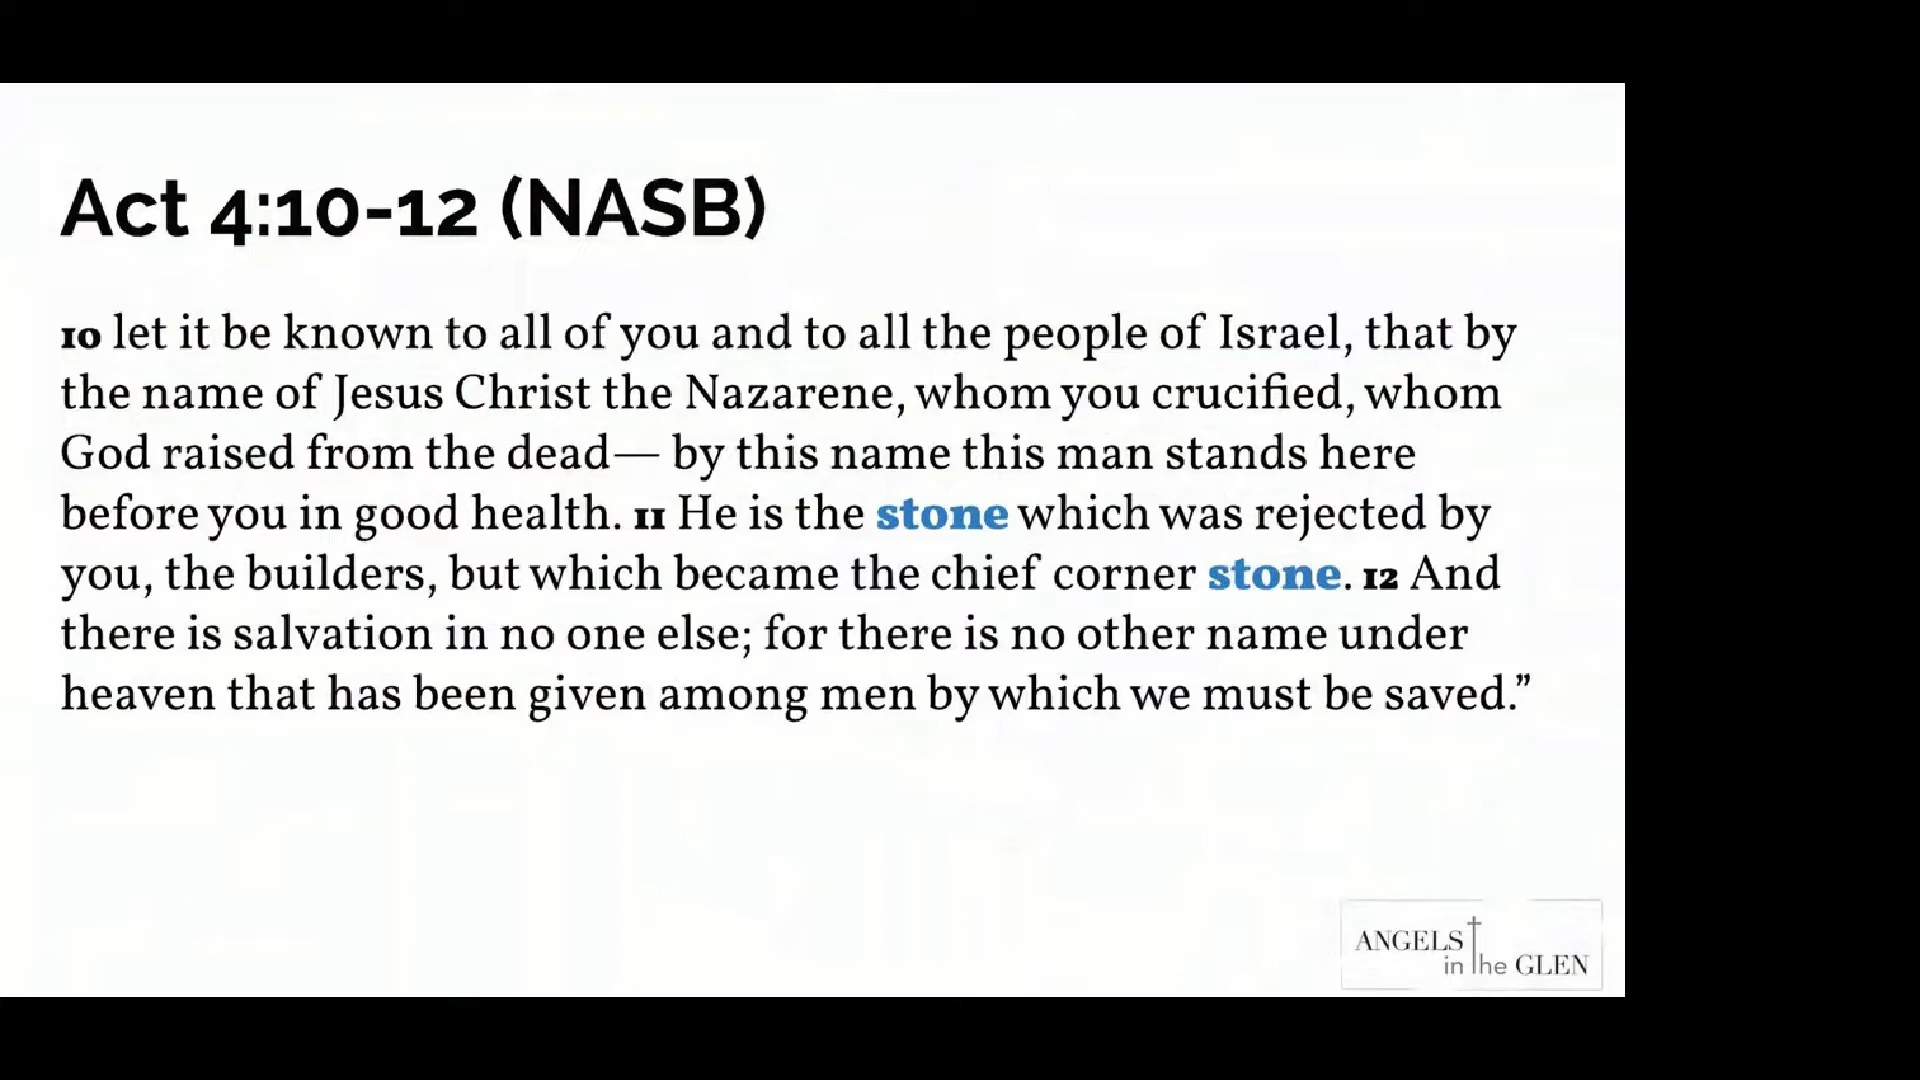 Act 4:10-12 (NASB)
10 let it be known to all of you and to all the people of Israel, that by
the name of Jesus Christ the Nazarene, whom you crucified, whom
God raised from the dead— by this name this man stands here
before you in good health. 11 He is the stone which was rejected by
you, the builders, but which became the chief corner stone. 12 And
there is salvation in no one else; for there is no other name under
heaven that has been given among men by which we must be saved.”
ANGELS
in the GLEN